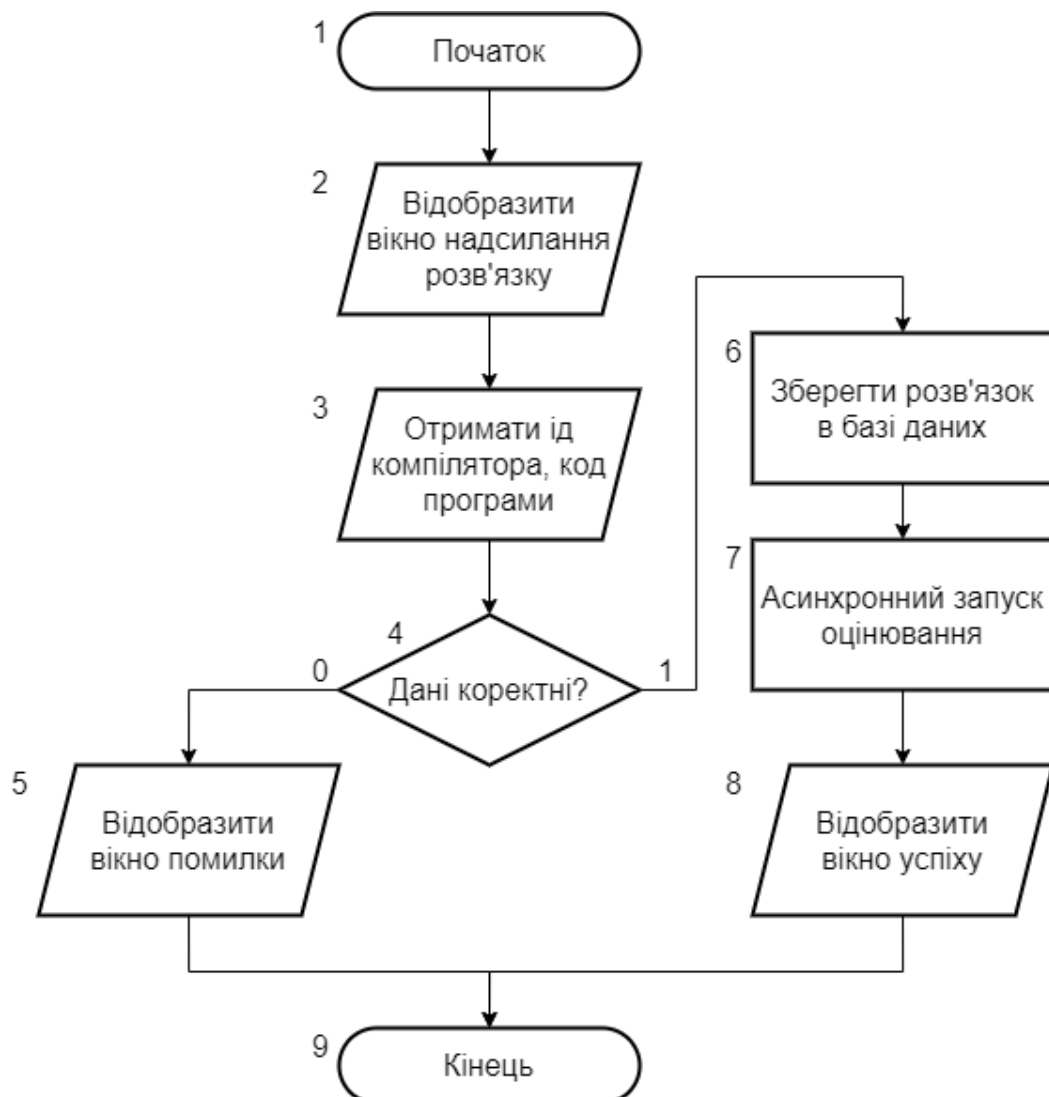 1
Початок
2
Відобразити
вікно надсилання
розв'язку
3
Отримати ід
компілятора, код
програми
4
Дані коректні?
0
1
5
Відобразити
вікно помилки
6
Зберегти розв'язок
в базі даних
7
Асинхронний запуск
оцінювання
8
Відобразити
вікно успіху
9
Кінець